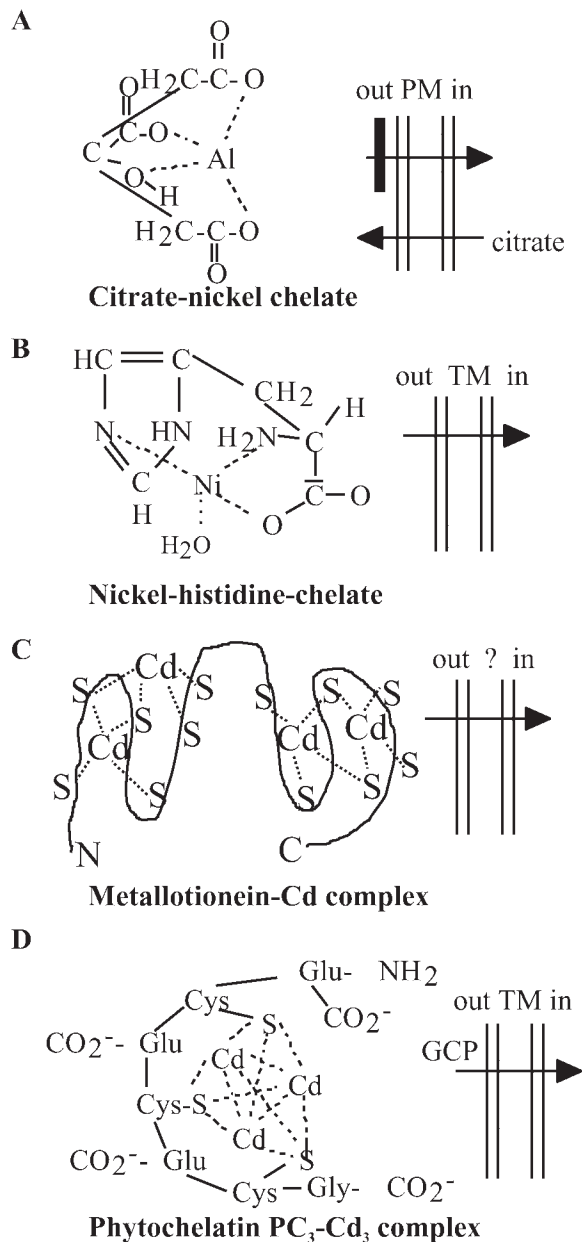 A
O
O H2C-C-O
C-O Al
C
O
H
H2C-C-O
O
out PM in
citrate
Citrate-nickel chelate
B
HC C
CH2
H
N HN H2N C
C Ni C-O
H O
H2O
out TM in
Nickel-histidine-chelate
C
S Cd S S S S
S Cd S Cd Cd
S S S S S
N C
out ? in
Metallotionein-Cd complex
D
Glu- NH2
Cys CO2--
S
CO2-- Glu
Cd Cd
Cys-S
Cd
CO2-- Glu S
Cys Gly- CO2-
out TM in
GCP
Phytochelatin PC3-Cd3 complex